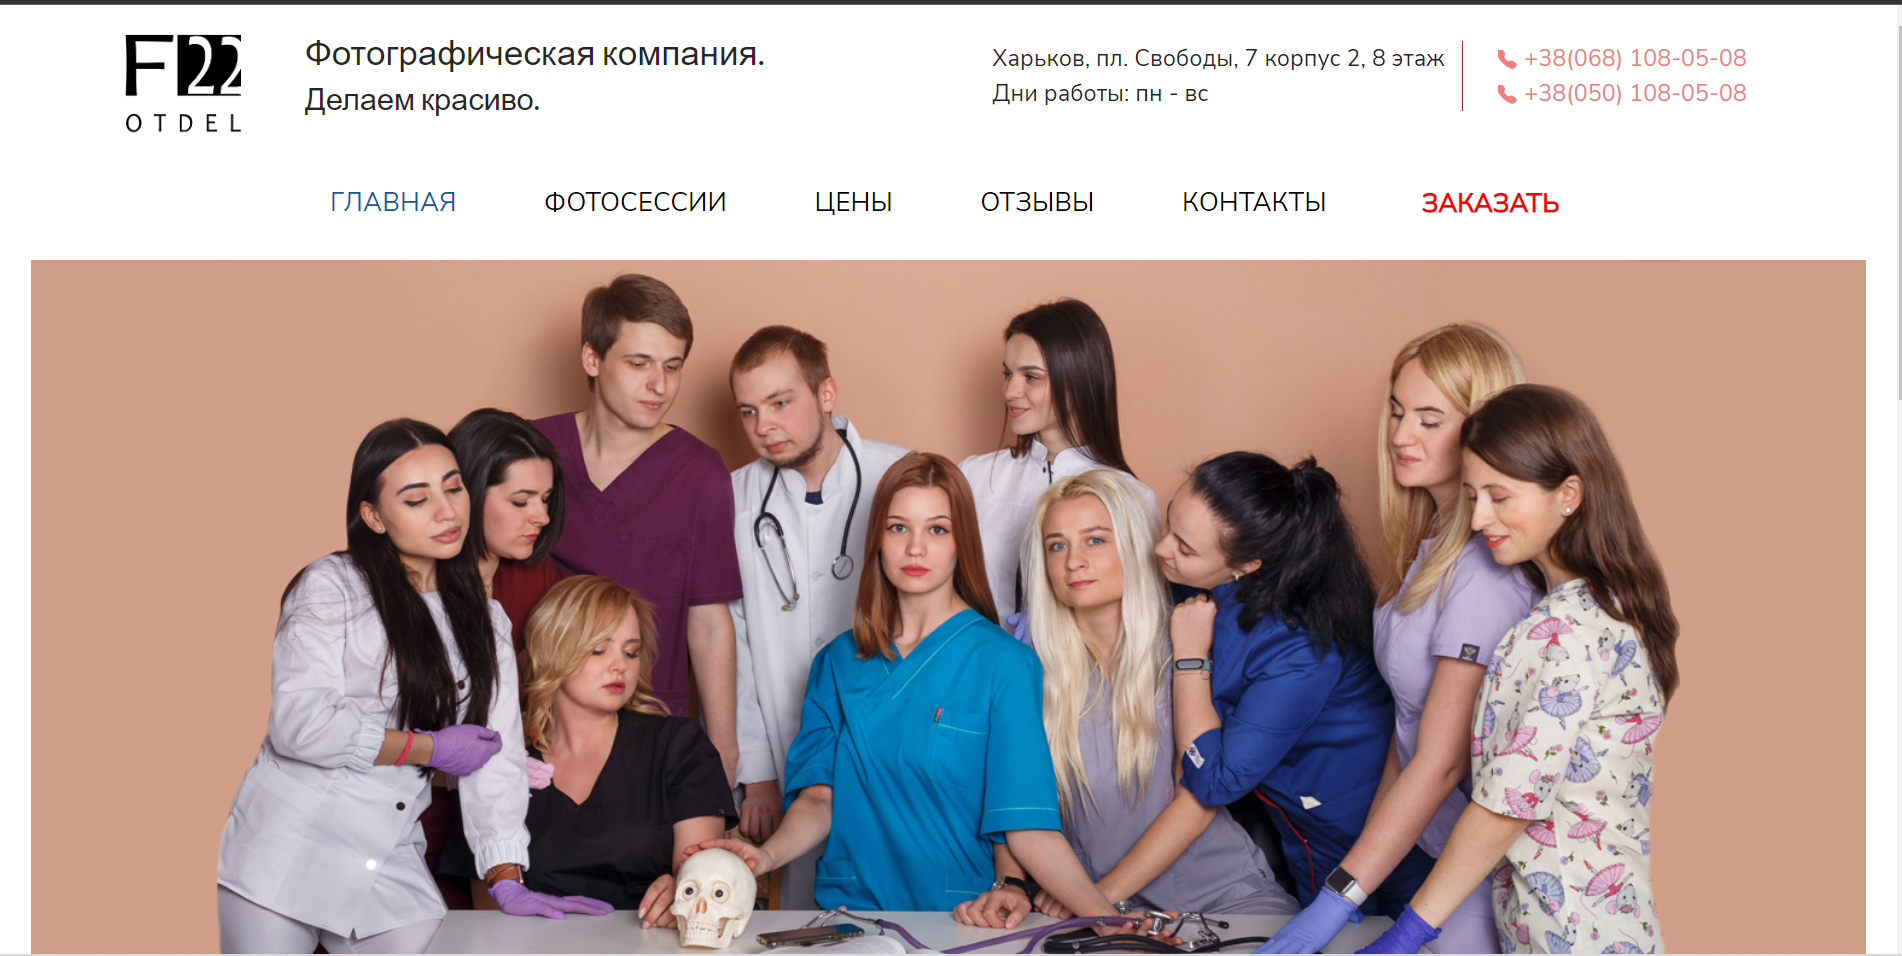 F22
OTDEL
Фотографическая компания.
Делаем красиво.
Харьков, пл. Свободы, 7 корпус 2, 8 этаж
Дни работы: пн - вс
+38(068) 108-05-08
+38(050) 108-05-08
ГЛАВНАЯ ФОТОСЕССИИ ЦЕНЫ ОТЗЫВЫ КОНТАКТЫ ЗАКАЗАТЬ